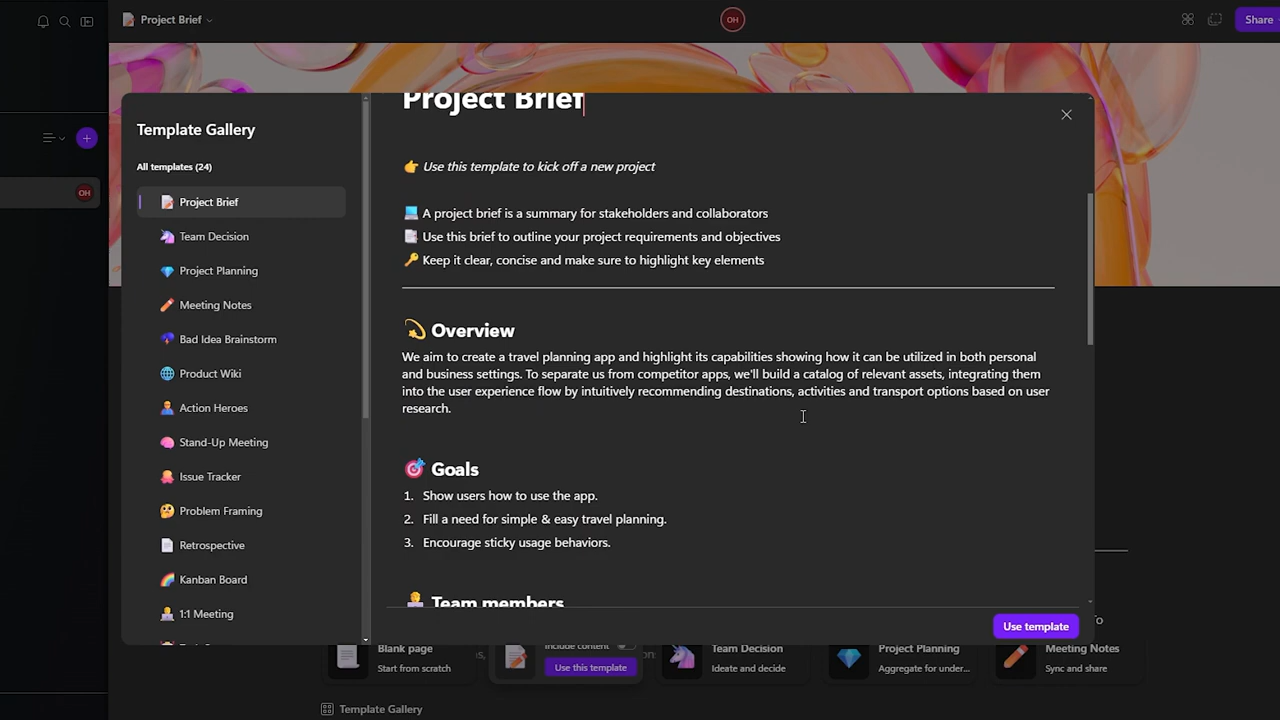 Project Brief
OH
Share
OH
Template Gallery
All templates (24)
Project Brief
Team Decision
Project Planning
Meeting Notes
Bad Idea Brainstorm
Product Wiki
Action Heroes
Stand-Up Meeting
Issue Tracker
Problem Framing
Retrospective
Kanban Board
1:1 Meeting
Project Brief
Use this template to kick off a new project
A project brief is a summary for stakeholders and collaborators
Use this brief to outline your project requirements and objectives
Keep it clear, concise and make sure to highlight key elements
Overview
We aim to create a travel planning app and highlight its capabilities showing how it can be utilized in both personal
and business settings. To separate us from competitor apps, we'll build a catalog of relevant assets, integrating them
into the user experience flow by intuitively recommending destinations, activities and transport options based on user
research.
Goals
1. Show users how to use the app.
2. Fill a need for simple & easy travel planning.
3. Encourage sticky usage behaviors.
Team members
Use template
To
Blank page
Start from scratch
Include content
Use this template
Team Decision
Ideate and decide
Project Planning
Aggregate for under...
Meeting Notes
Sync and share
Template Gallery